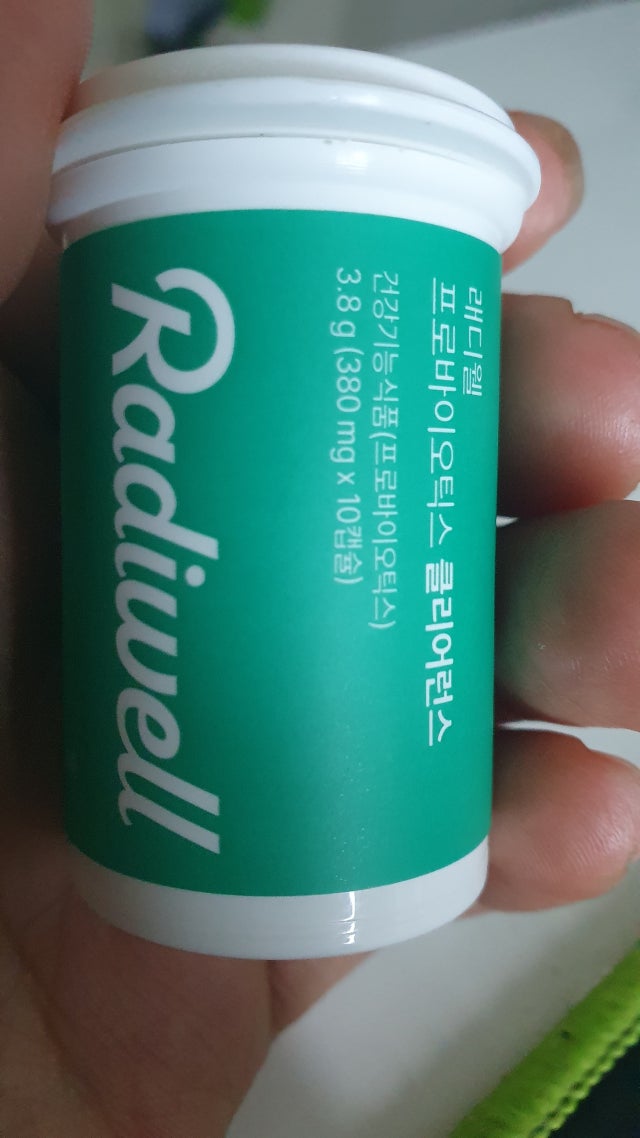 래디웰
프로바이오틱스 클리어런스
건강기능식품(프로바이오틱스)
3.8 g (380 mg x 10캡슐)
Radiwell